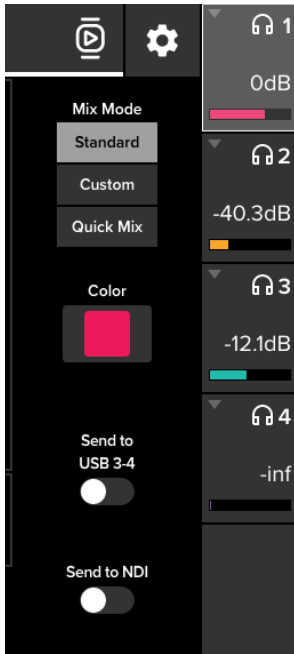 Mix Mode
Standard
Custom
Quick Mix
Color
Send to
USB 3-4
Send to NDI
1
0dB
2
-40.3dB
3
-12.1dB
4
-inf